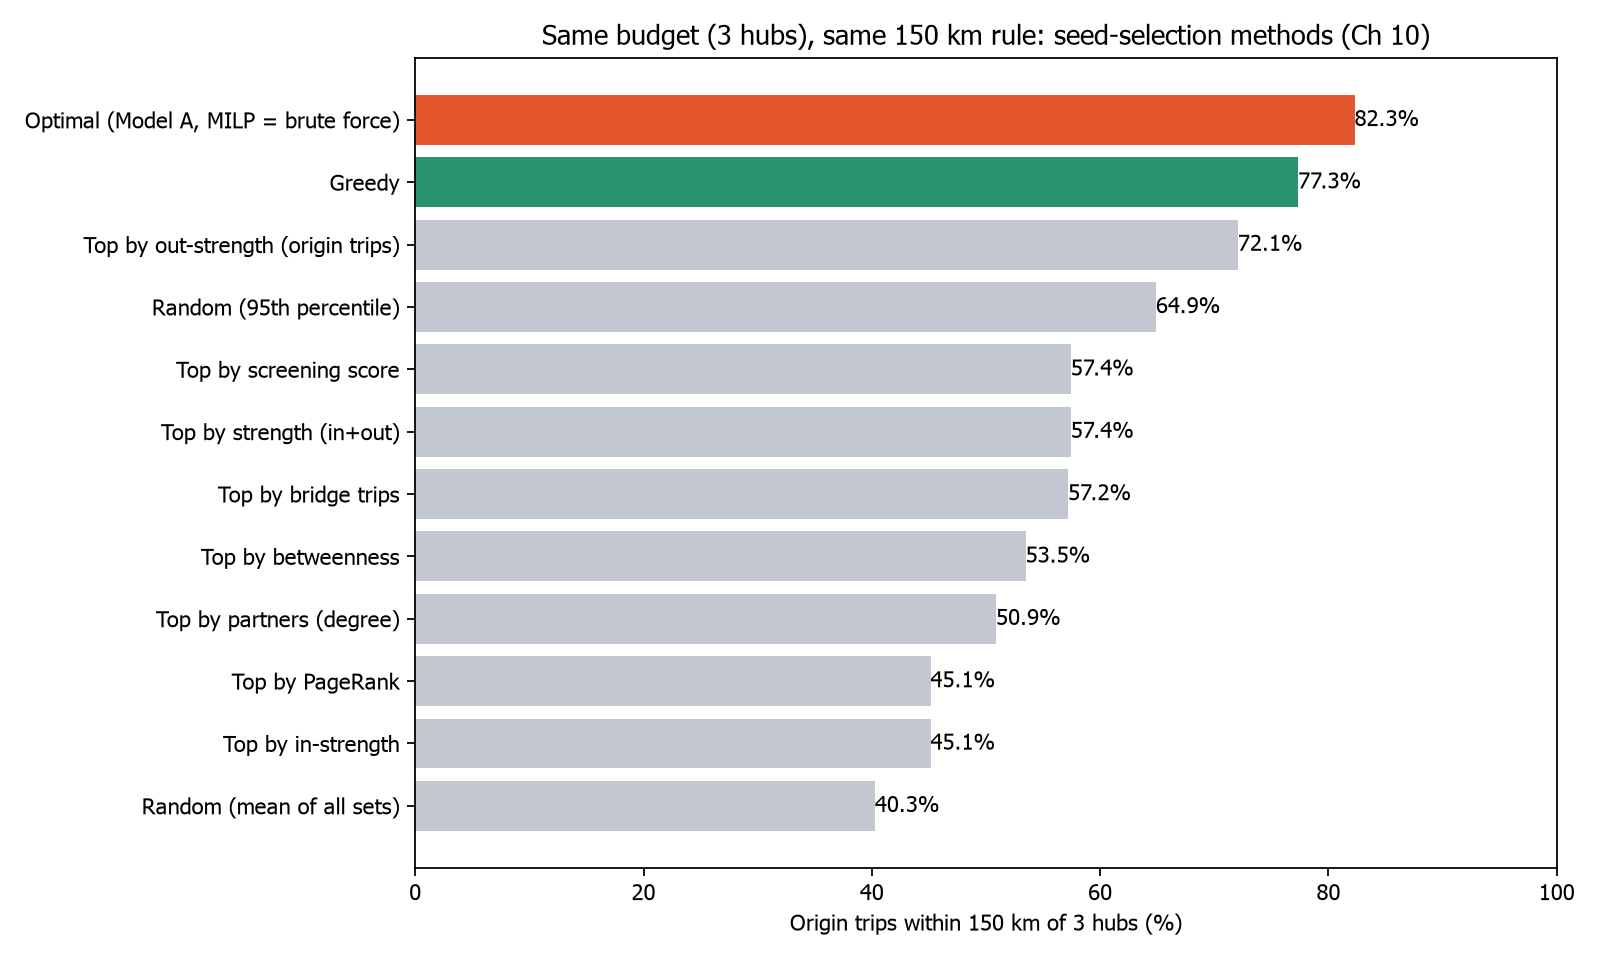 Same budget (3 hubs), same 150 km rule: seed-selection methods (Ch 10)
Optimal (Model A, MILP = brute force) 82.3%
Greedy 77.3%
Top by out-strength (origin trips) 72.1%
Random (95th percentile) 64.9%
Top by screening score 57.4%
Top by strength (in+out) 57.4%
Top by bridge trips 57.2%
Top by betweenness 53.5%
Top by partners (degree) 50.9%
Top by PageRank 45.1%
Top by in-strength 45.1%
Random (mean of all sets) 40.3%
0 20 40 60 80 100
Origin trips within 150 km of 3 hubs (%)